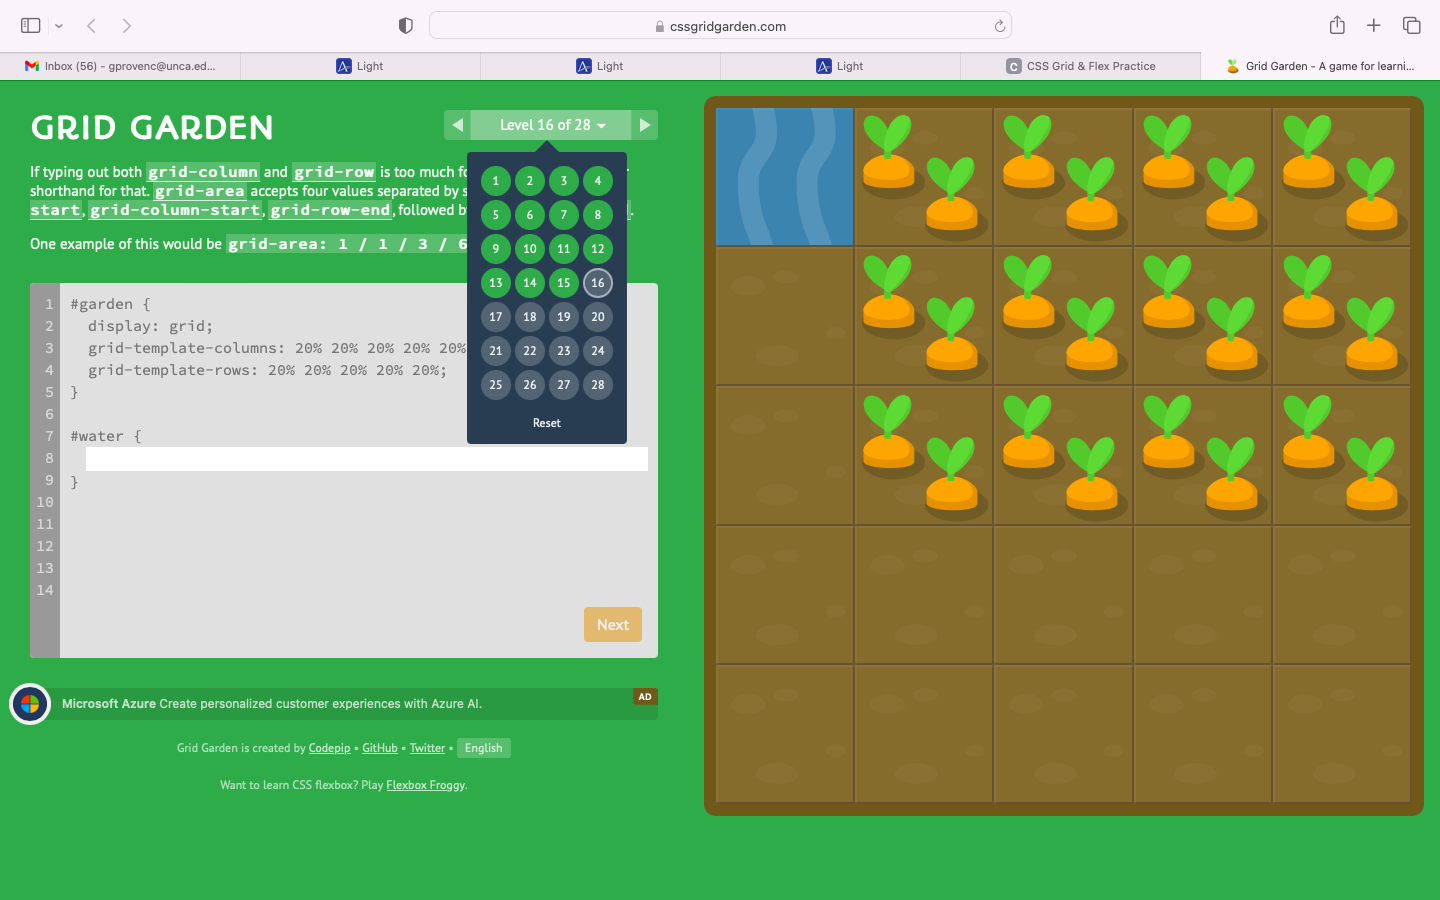 cssgridgarden.com
Inbox (56) - gprovenc@unca.ed...
Light
Light
Light
C CSS Grid & Flex Practice
Grid Garden - A game for learni...
GRID GARDEN
Level 16 of 28
If typing out both grid-column and grid-row is too much
shorthand for that. grid-area accepts four values separated by
start, grid-column-start, grid-row-end, followed
One example of this would be grid-area: 1 / 1 / 3 / 6
1 2 3 4
5 6 7 8
9 10 11 12
13 14 15 16
17 18 19 20
21 22 23 24
25 26 27 28
Reset
1 #garden {
2 display: grid;
3 grid-template-columns: 20% 20% 20% 20% 20%
4 grid-template-rows: 20% 20% 20% 20% 20%;
5 }
6
7 #water {
8
9 }
10
11
12
13
14
Next
Microsoft Azure Create personalized customer experiences with Azure AI.
AD
Grid Garden is created by Codepip • GitHub • Twitter • English
Want to learn CSS flexbox? Play Flexbox Froggy.